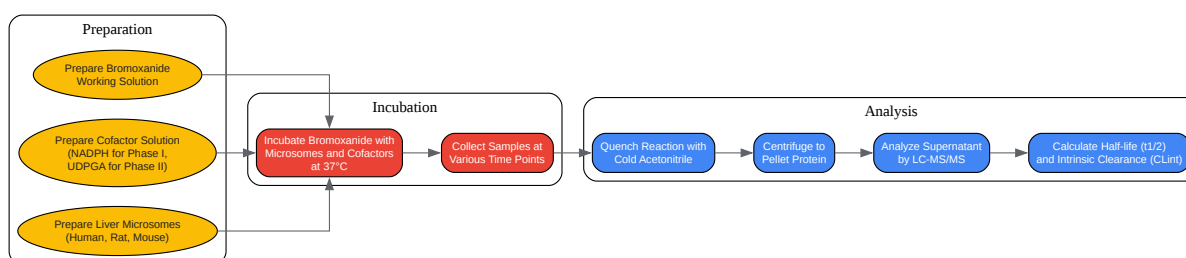 Preparation
Prepare Bromoxanide
Working Solution
Prepare Cofactor Solution
(NADPH for Phase I,
UDPGA for Phase II)
Prepare Liver Microsomes
(Human, Rat, Mouse)
Incubation
Incubate Bromoxanide with
Microsomes and Cofactors
at 37°C
Collect Samples at
Various Time Points
Analysis
Quench Reaction with
Cold Acetonitrile
Centrifuge to
Pellet Protein
Analyze Supernatant
by LC-MS/MS
Calculate Half-life (t1/2)
and Intrinsic Clearance (CLint)